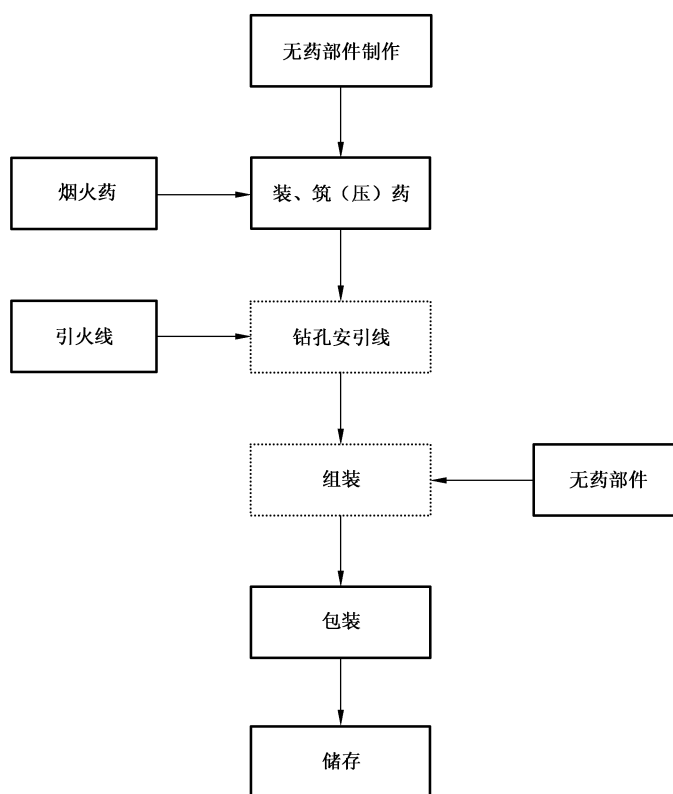 无药部件制作
烟火药
装、筑（压）药
引火线
钻孔安引线
组装
无药部件
包装
储存